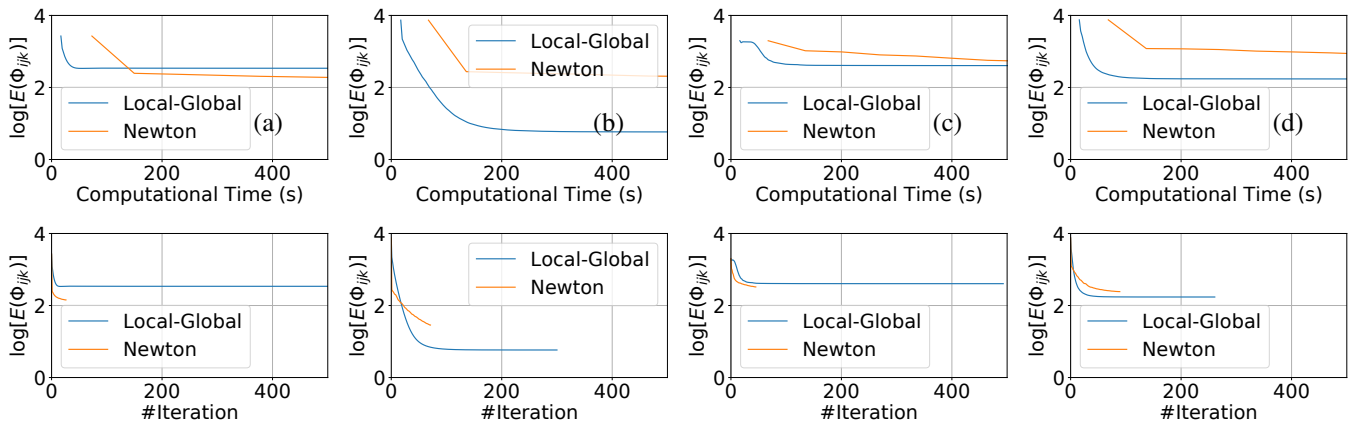 4
2
0
log[E(Φijk)]
Local-Global
Newton
(a)
0 200 400
Computational Time (s)
4
2
0
log[E(Φijk)]
Local-Global
Newton
(b)
0 200 400
Computational Time (s)
4
2
0
log[E(Φijk)]
Local-Global
Newton
(c)
0 200 400
Computational Time (s)
4
2
0
log[E(Φijk)]
Local-Global
Newton
(d)
0 200 400
Computational Time (s)
4
2
0
log[E(Φijk)]
Local-Global
Newton
0 200 400
#Iteration
4
2
0
log[E(Φijk)]
Local-Global
Newton
0 200 400
#Iteration
4
2
0
log[E(Φijk)]
Local-Global
Newton
0 200 400
#Iteration
4
2
0
log[E(Φijk)]
Local-Global
Newton
0 200 400
#Iteration